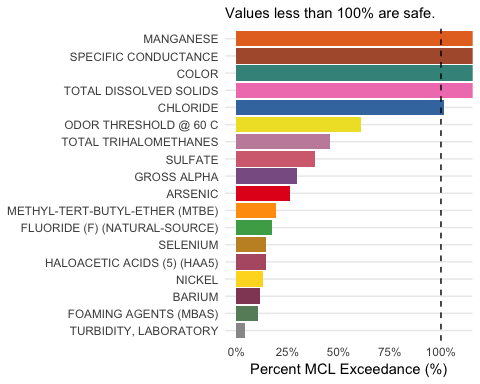 Values less than 100% are safe.
MANGANESE
SPECIFIC CONDUCTANCE
COLOR
TOTAL DISSOLVED SOLIDS
CHLORIDE
ODOR THRESHOLD @ 60 C
TOTAL TRIHALOMETHANES
SULFATE
GROSS ALPHA
ARSENIC
METHYL-TERT-BUTYL-ETHER (MTBE)
FLUORIDE (F) (NATURAL-SOURCE)
SELENIUM
HALOACETIC ACIDS (5) (HAA5)
NICKEL
BARIUM
FOAMING AGENTS (MBAS)
TURBIDITY, LABORATORY
0% 25% 50% 75% 100%
Percent MCL Exceedance (%)